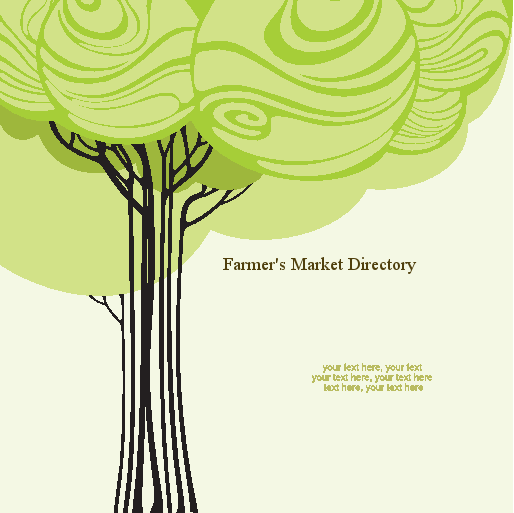 Farmer's Market Directory
your text here, your text
your text here, your text here
text here, your text here